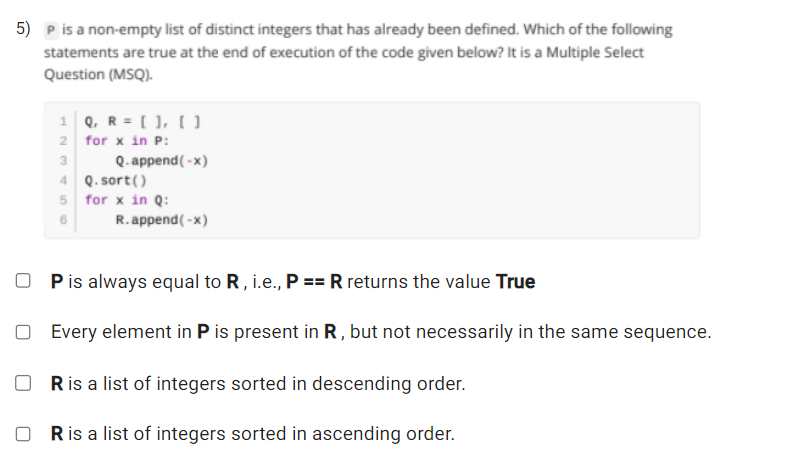 5) P is a non-empty list of distinct integers that has already been defined. Which of the following
statements are true at the end of execution of the code given below? It is a Multiple Select
Question (MSQ).
1 Q, R = [ ], [ ]
2 for x in P:
3 Q.append(-x)
4 Q.sort()
5 for x in Q:
6 R.append(-x)
P is always equal to R , i.e., P == R returns the value True
Every element in P is present in R , but not necessarily in the same sequence.
R is a list of integers sorted in descending order.
R is a list of integers sorted in ascending order.